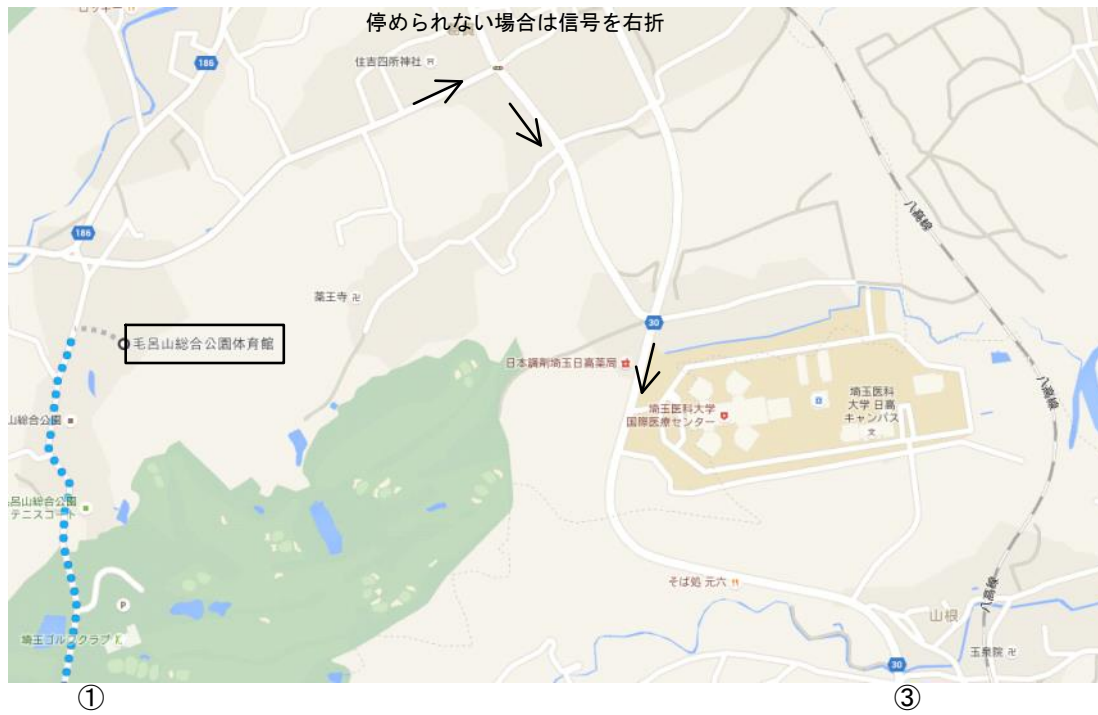 停められない場合は信号を右折
住吉四所神社
186
186
八高線
薬王寺
毛呂山総合公園体育館
30
日本調剤埼玉日高薬局
埼玉医科大学
国際医療センター
埼玉医科
大学 日高
キャンパス
八高線
山総合公園
呂山総合公園
テニスコート
P
そば処 元六
八高線
山根
埼玉ゴルフクラブ
玉泉院
30
①
③